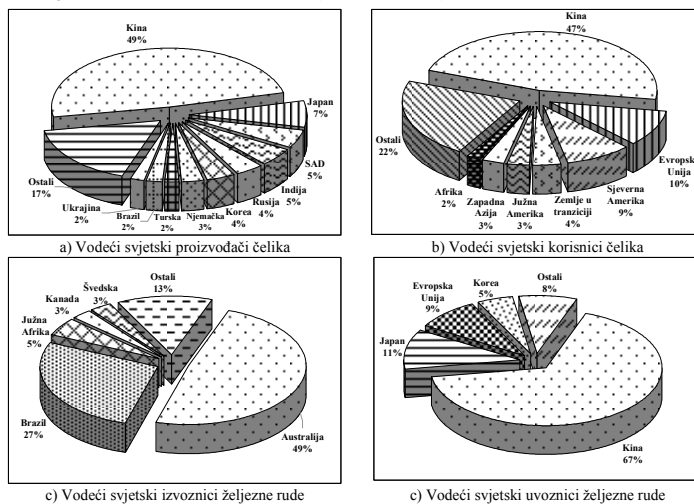 Kina
49%
Japan
7%
SAD
5%
Indija
5%
Rusija
4%
Korea
4%
Njemačka
3%
Turska
2%
Brazil
2%
Ukrajina
2%
Ostali
17%
a) Vodeći svjetski proizvođači čelika
Kina
47%
Evropska
Unija
10%
Sjeverna
Amerika
9%
Zemlje u
tranziciji
4%
Južna
Amerika
3%
Zapadna
Azija
3%
Afrika
2%
Ostali
22%
b) Vodeći svjetski korisnici čelika
Ostali
13%
Švedska
3%
Kanada
3%
Južna
Afrika
5%
Brazil
27%
Australija
49%
c) Vodeći svjetski izvoznici željezne rude
Ostali
8%
Korea
5%
Evropska
Unija
9%
Japan
11%
Kina
67%
c) Vodeći svjetski uvoznici željezne rude